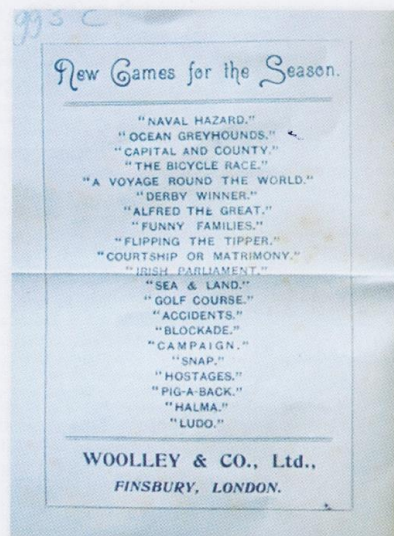 993 C
New Games for the Season.
"NAVAL HAZARD."
"OCEAN GREYHOUNDS."
"CAPITAL AND COUNTY."
"THE BICYCLE RACE."
"A VOYAGE ROUND THE WORLD."
"DERBY WINNER."
"ALFRED THE GREAT."
"FUNNY FAMILIES."
"FLIPPING THE TIPPER."
"COURTSHIP OR MATRIMONY."
"IRISH PARLIAMENT."
"SEA & LAND."
"GOLF COURSE."
"ACCIDENTS."
"BLOCKADE."
"CAMPAIGN."
"SNAP."
"HOSTAGES."
"PIG-A-BACK."
"HALMA."
"LUDO."
WOOLLEY & CO., Ltd.,
FINSBURY, LONDON.